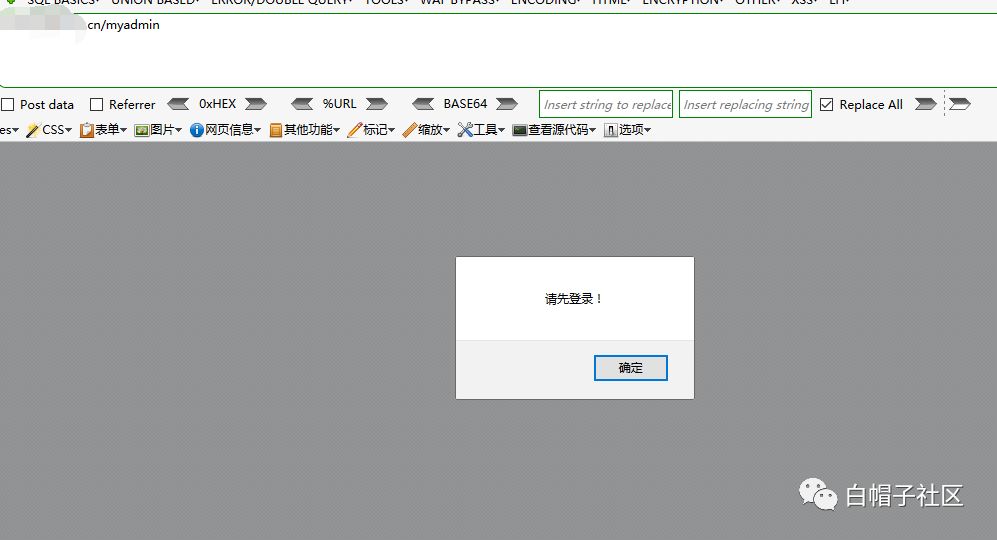 SQL BASICS▾ UNION BASED▾ ERROR/DOUBLE QUERY▾ TOOLS▾ WAF BYPASS▾ ENCODING▾ HTML▾ ENCRYPTION▾ OTHER▾ XSS▾ LFI▾
cn/myadmin
Post data Referrer 0xHEX %URL BASE64 Insert string to replace Insert replacing string Replace All
es▾ CSS▾ 表单▾ 图片▾ 网页信息▾ 其他功能▾ 标记▾ 缩放▾ 工具▾ 查看源代码▾ 选项▾
请先登录！
确定
白帽子社区